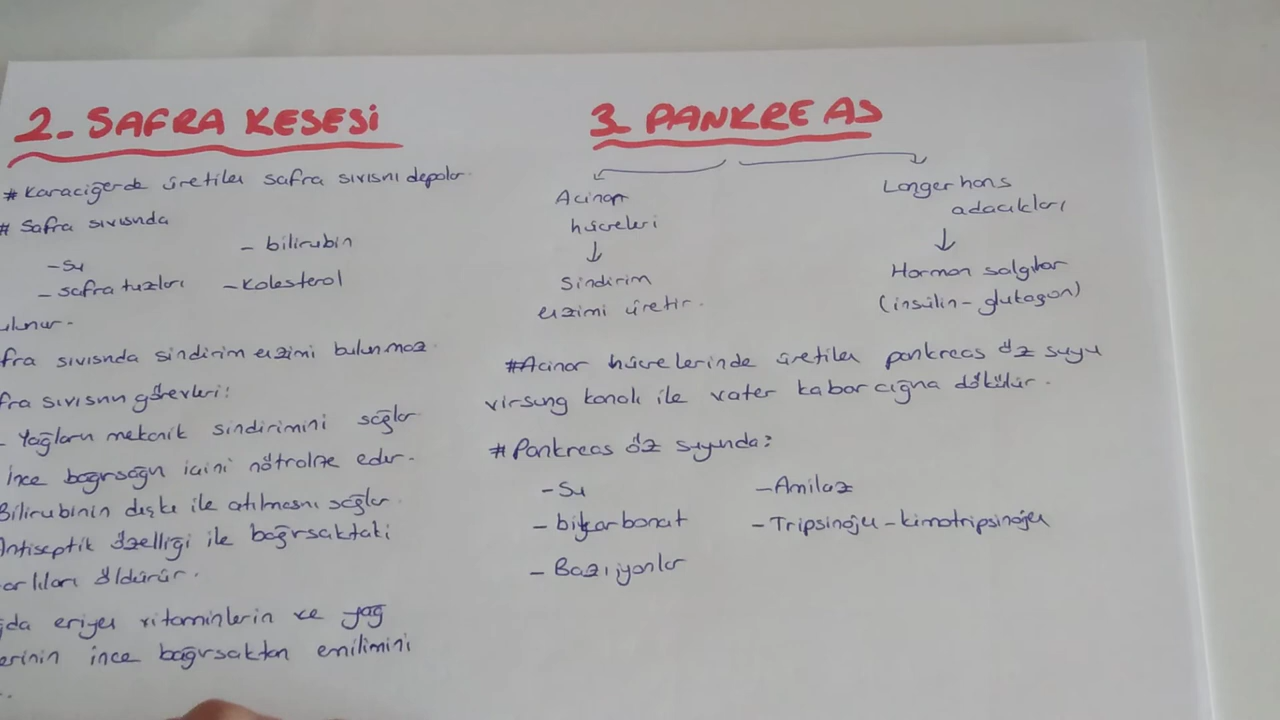 2- SAFRA KESESİ
# Karaciğerde üretilen safra sıvısını depolar.
# Safra sıvısında
- Su
- bilirubin
- safra tuzları
- Kolesterol
ulunur.
fra sıvısında sindirim enzimi bulunmaz.
fra sıvısının görevleri:
- Yağların mekanik sindirimini sağlar
İnce bağırsağın içini nötralize eder.
Bilirubinin dışkı ile atılmasını sağlar.
Antiseptik özelliği ile bağırsaktaki
arlıları öldürür.
ğda eriyen vitaminlerin ve yağ
erinin ince bağırsaktan emilimini
3. PANKREAS
Acinar
hücreleri
↓
Sindirim
enzimi üretir.
Langerhans
adacıkları
↓
Hormon salgılar
(insülin - glukagon)
#Acinar hücrelerinde üretilen pankreas öz suyu
virsung kanalı ile vater kabarcığına dökülür.
# Pankreas öz suyunda:
- Su
- bikarbonat
- Bazı iyonlar
- Amilaz
- Tripsinojen - kimotripsinojen